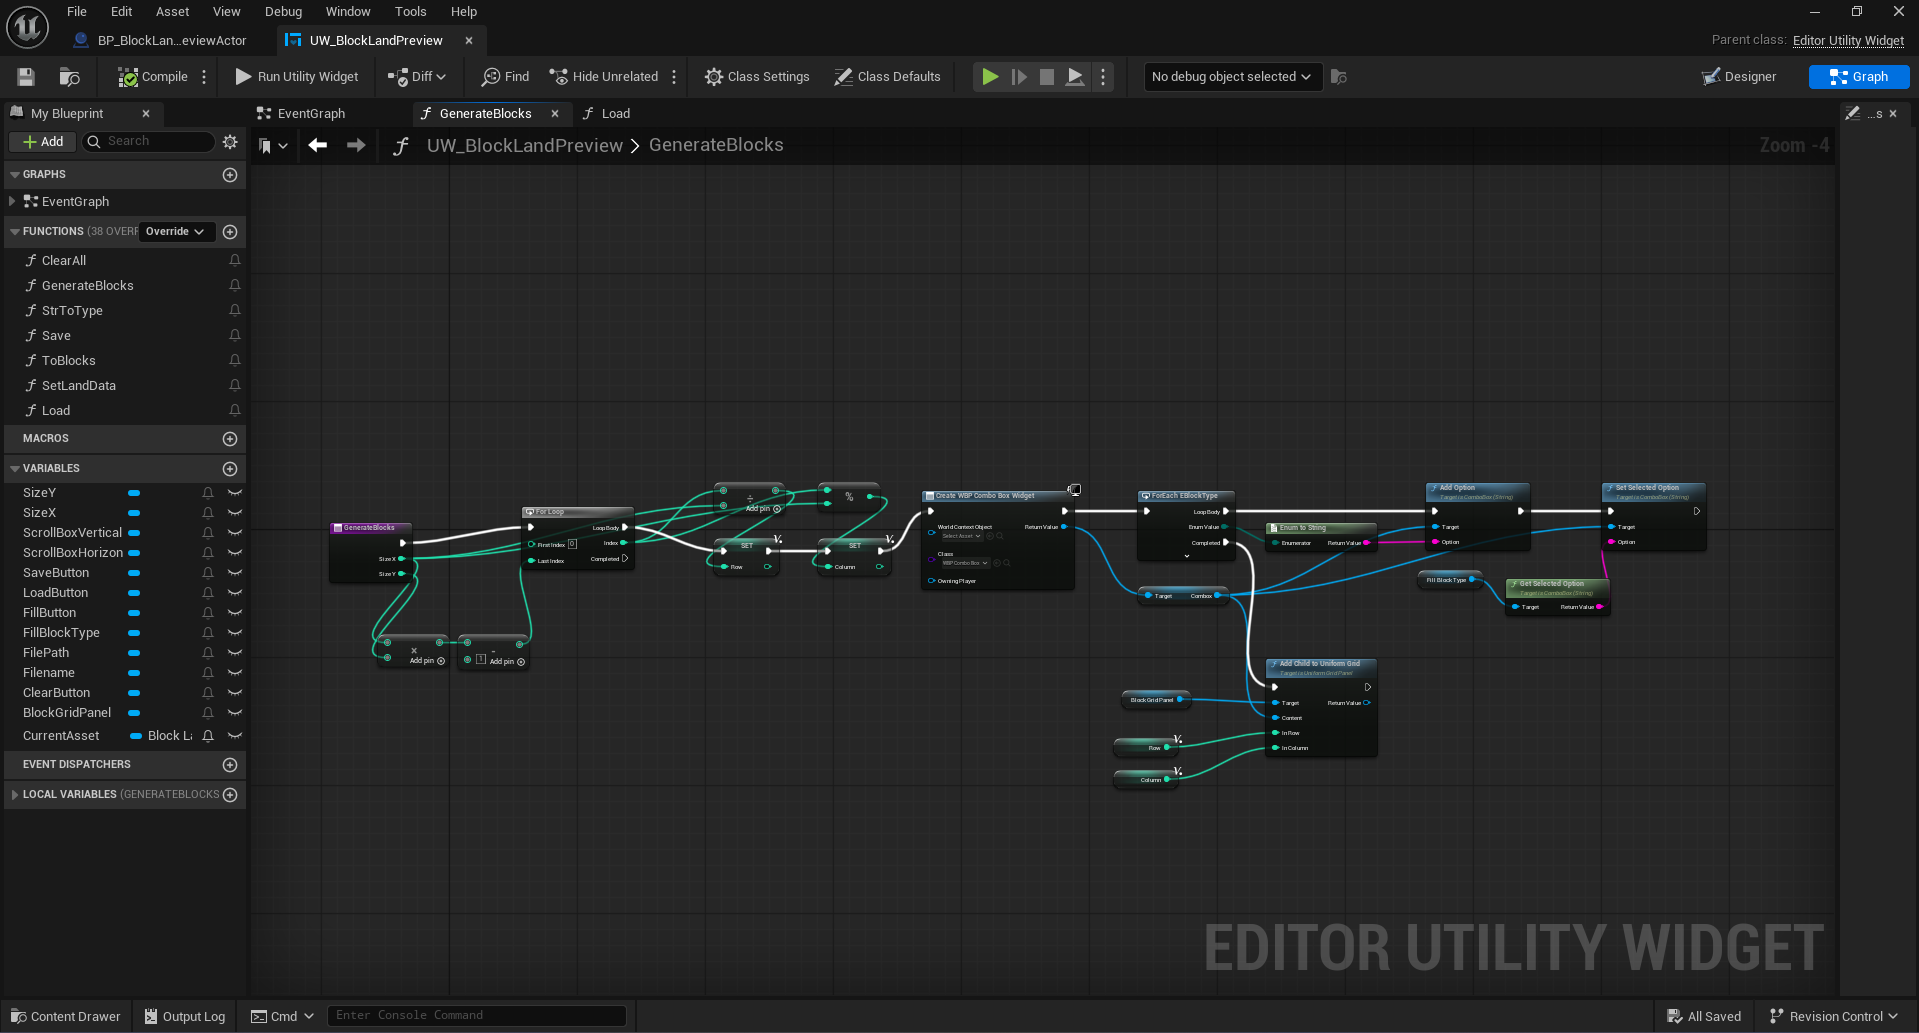 File Edit Asset View Debug Window Tools Help
BP_BlockLan...eviewActor
UW_BlockLandPreview
Parent class: Editor Utility Widget
Compile
Run Utility Widget
Diff
Find
Hide Unrelated
Class Settings
Class Defaults
No debug object selected
Designer
Graph
My Blueprint
EventGraph
GenerateBlocks
Load
...s
Add
Search
UW_BlockLandPreview > GenerateBlocks
Zoom -4
GRAPHS
EventGraph
FUNCTIONS (38 OVERR
Override
ClearAll
GenerateBlocks
StrToType
Save
ToBlocks
SetLandData
Load
MACROS
VARIABLES
SizeY
SizeX
ScrollBoxVertical
ScrollBoxHorizon
SaveButton
LoadButton
FillButton
FillBlockType
FilePath
Filename
ClearButton
BlockGridPanel
CurrentAsset Block La
EVENT DISPATCHERS
LOCAL VARIABLES (GENERATEBLOCKS
GenerateBlocks
Size X
Size Y
For Loop
Loop Body
First Index 0
Index
Last Index
Completed
×
Add pin
-
1
Add pin
÷
Add pin
%
SET
Row
SET
Column
Create WBP Combo Box Widget
World Context Object
Return Value
Select Asset
Class
WBP Combo Box
Owning Player
ForEach EBlockType
Loop Body
Enum Value
Completed
Target Combox
Enum to String
Enumerator Return Value
Add Option
Target is ComboBox (String)
Target
Option
Set Selected Option
Target is ComboBox (String)
Target
Option
Fill Block Type
Get Selected Option
Target is ComboBox (String)
Target Return Value
Add Child to Uniform Grid
Target is Uniform Grid Panel
Target Return Value
Content
In Row
In Column
Block Grid Panel
Row
Column
EDITOR UTILITY WIDGET
Content Drawer
Output Log
Cmd
Enter Console Command
All Saved
Revision Control